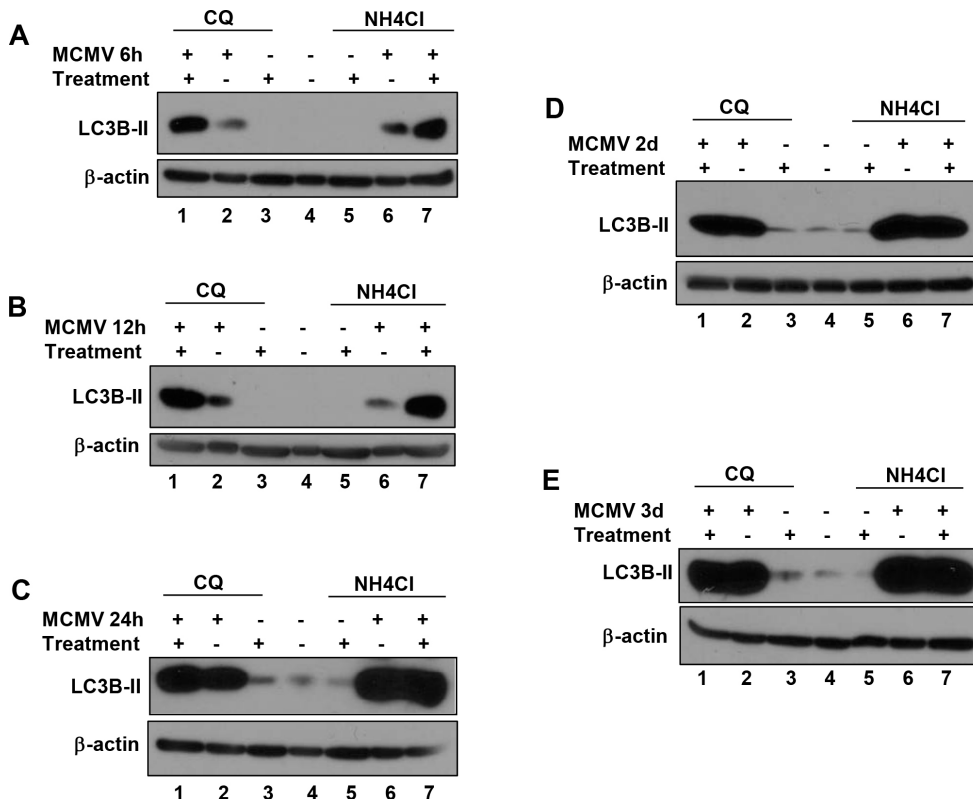 A
CQ NH4Cl
MCMV 6h + + - - - + +
Treatment + - + - + - +
LC3B-II
β-actin
1 2 3 4 5 6 7
B
CQ NH4Cl
MCMV 12h + + - - - + +
Treatment + - + - + - +
LC3B-II
β-actin
1 2 3 4 5 6 7
C
CQ NH4Cl
MCMV 24h + + - - - + +
Treatment + - + - + - +
LC3B-II
β-actin
1 2 3 4 5 6 7
D
CQ NH4Cl
MCMV 2d + + - - - + +
Treatment + - + - + - +
LC3B-II
β-actin
1 2 3 4 5 6 7
E
CQ NH4Cl
MCMV 3d + + - - - + +
Treatment + - + - + - +
LC3B-II
β-actin
1 2 3 4 5 6 7